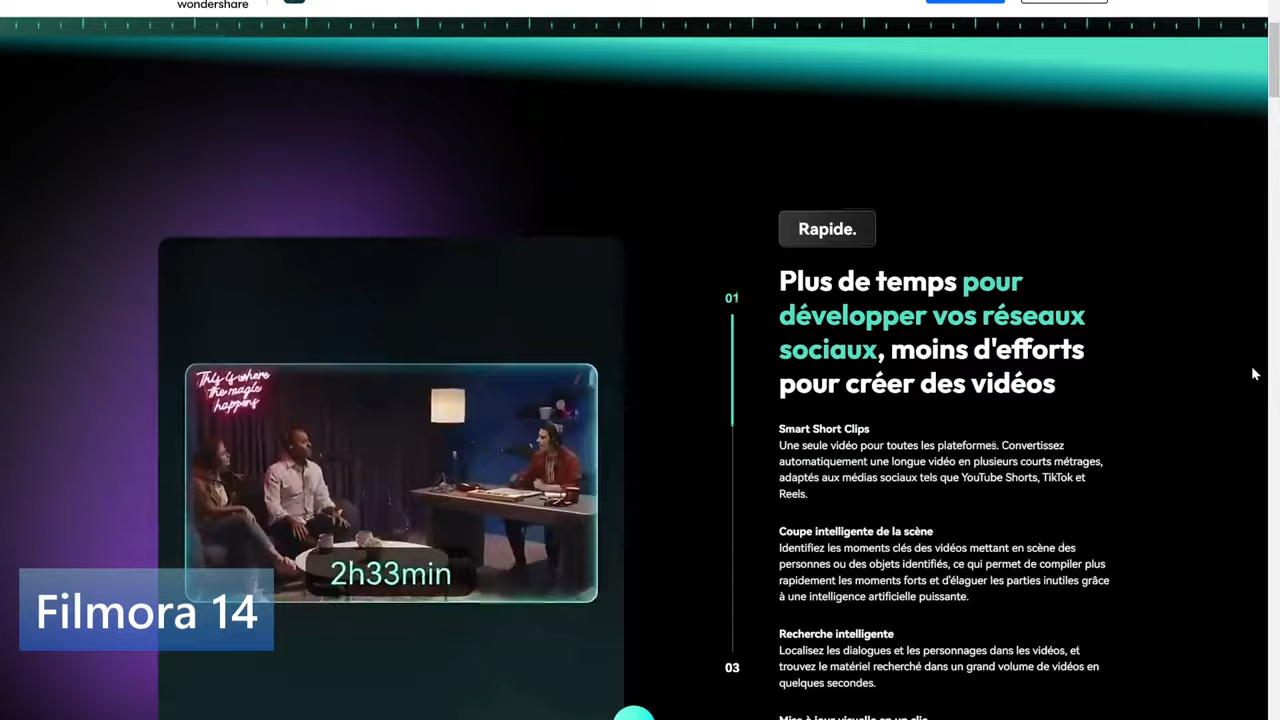 wondershare
Rapide.
01
Plus de temps pour
développer vos réseaux
sociaux, moins d'efforts
pour créer des vidéos
This is where
the magic
happens
Smart Short Clips
Une seule vidéo pour toutes les plateformes. Convertissez
automatiquement une longue vidéo en plusieurs courts métrages,
adaptés aux médias sociaux tels que YouTube Shorts, TikTok et
Reels.
Coupe intelligente de la scène
Identifiez les moments clés des vidéos mettant en scène des
personnes ou des objets identifiés, ce qui permet de compiler plus
rapidement les moments forts et d'élaguer les parties inutiles grâce
à une intelligence artificielle puissante.
2h33min
Filmora 14
Recherche intelligente
Localisez les dialogues et les personnages dans les vidéos, et
trouvez le matériel recherché dans un grand volume de vidéos en
quelques secondes.
03
Mise à jour visuelle en un clic